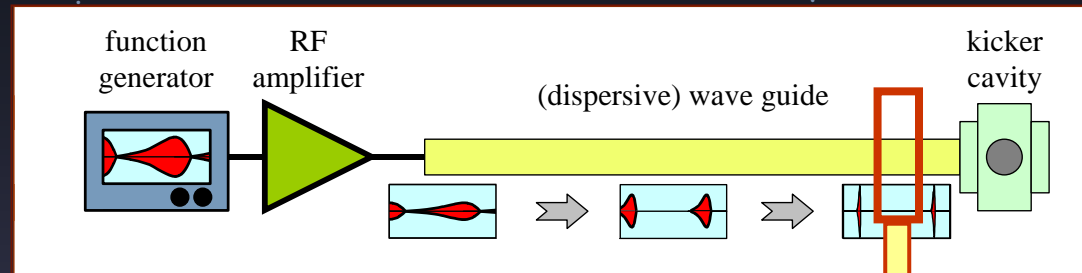 function
generator
RF
amplifier
(dispersive) wave guide
kicker
cavity